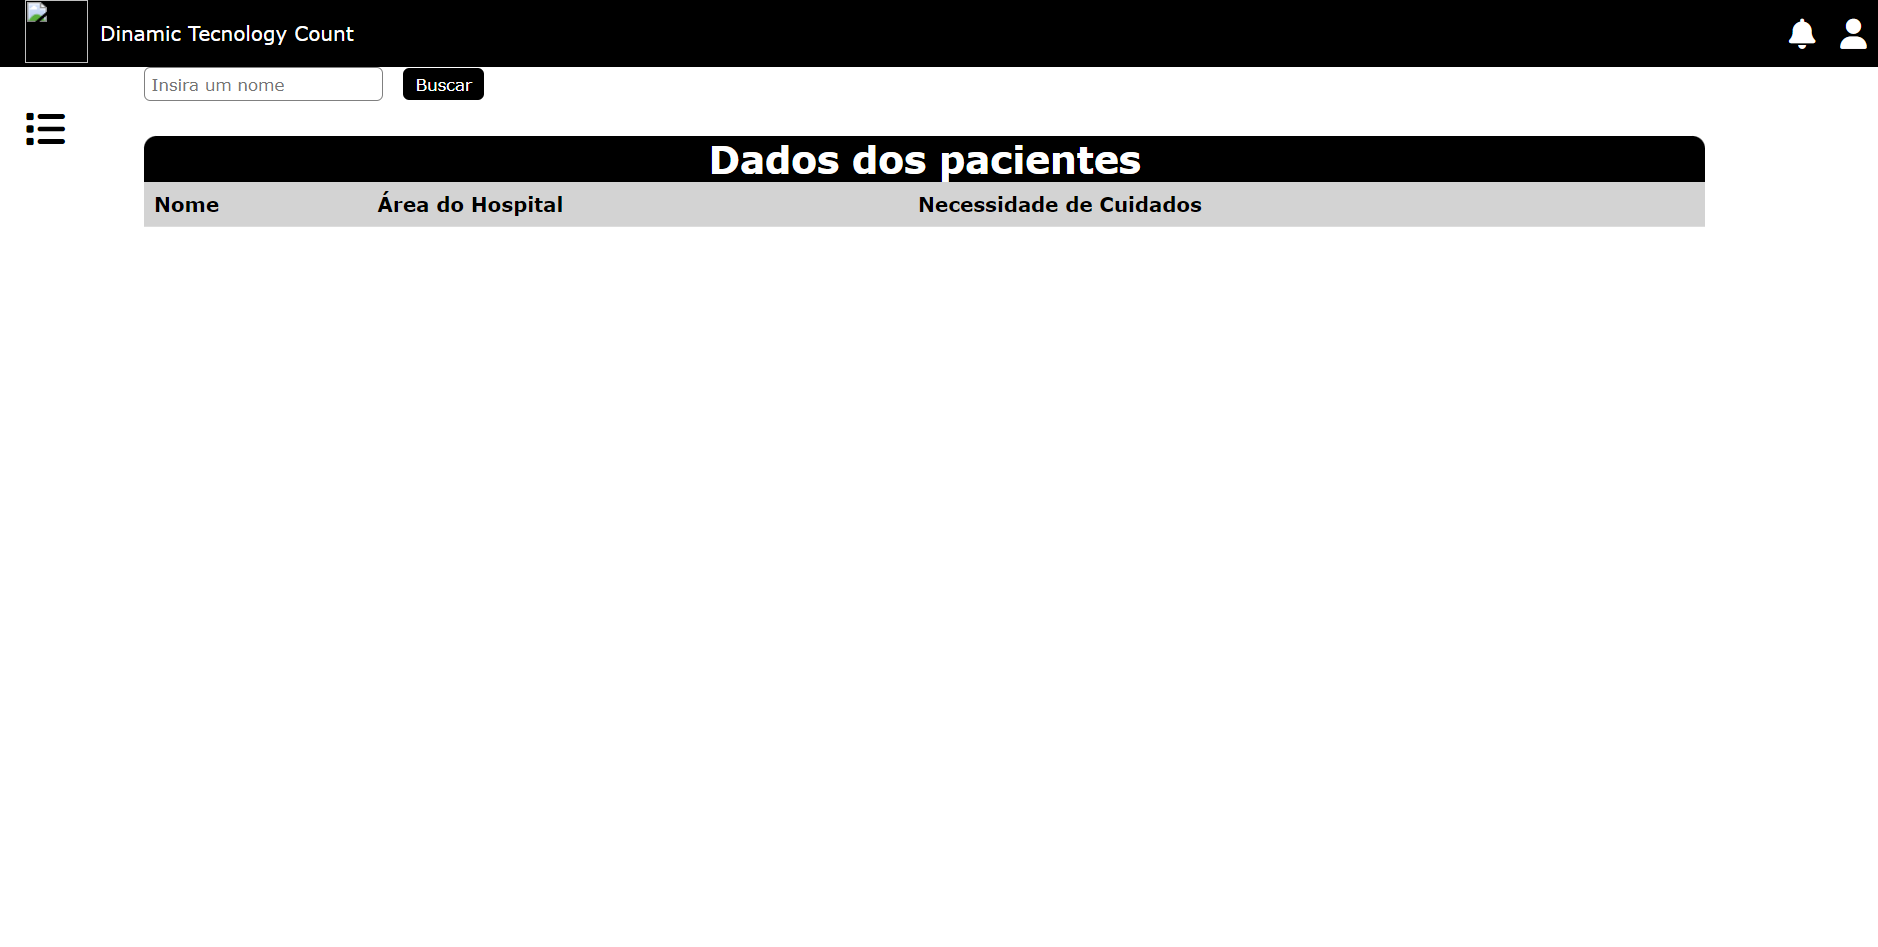 Dinamic Tecnology Count
Insira um nome
Buscar
Dados dos pacientes
Nome Área do Hospital Necessidade de Cuidados